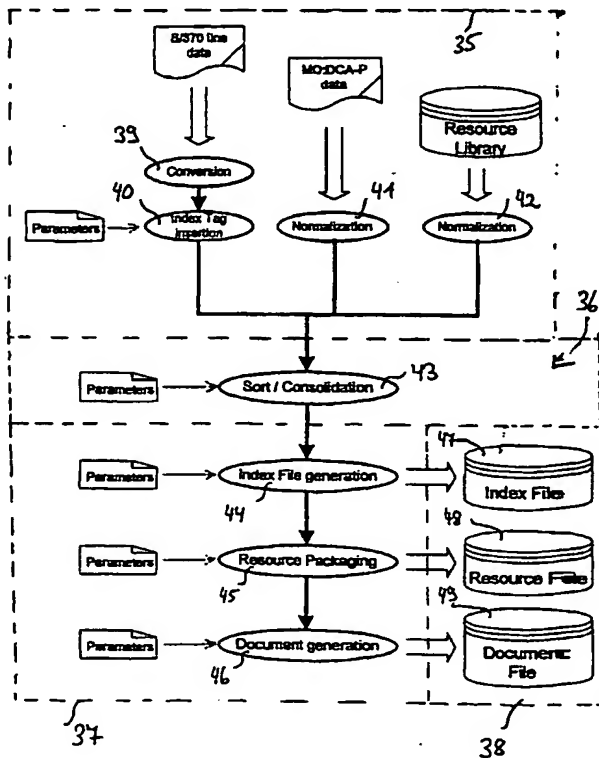 35
S/370 line
data
MO:DCA-P
data
Resource
Library
39
Conversion
40
41
42
Parameters
Index Tag
insertion
Normalization
Normalization
36
Parameters
Sort / Consolidation
43
47
Parameters
Index File generation
44
Index File
48
Parameters
Resource Packaging
45
Resource File
49
Parameters
Document generation
46
Document
File
37
38